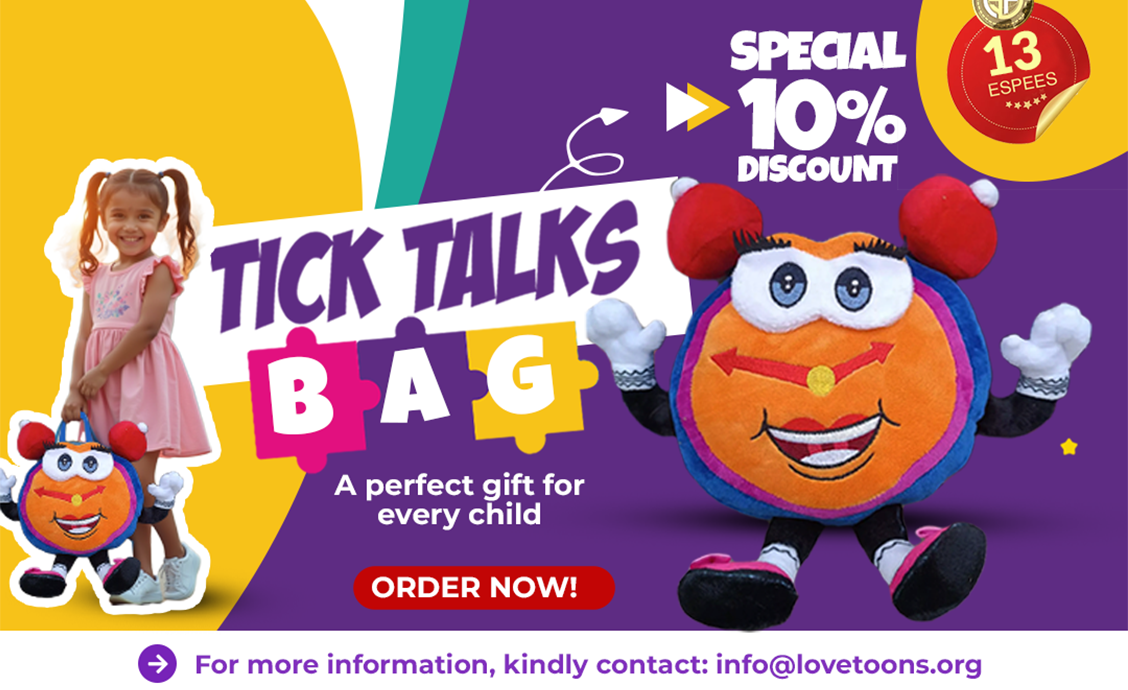 SPECIAL
10%
DISCOUNT
13
ESPEES
TICK TALKS
BAG
A perfect gift for
every child
ORDER NOW!
For more information, kindly contact: info@lovetoons.org